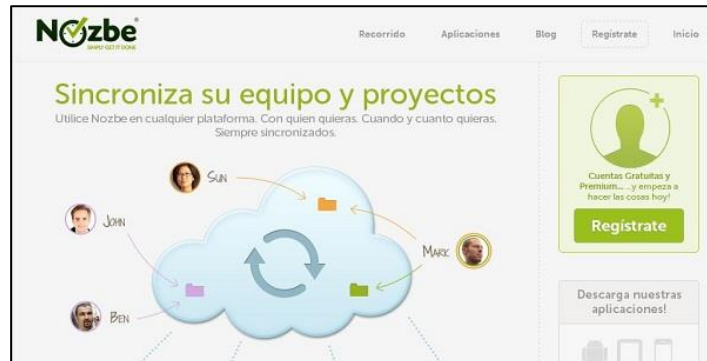 Nozbe®
SIMPLY GET IT DONE
Recorrido Aplicaciones Blog Regístrate Inicio
Sincroniza su equipo y proyectos
Utilice Nozbe en cualquier plataforma. Con quien quieras. Cuando y cuanto quieras.
Siempre sincronizados.
SUN
JOHN
MARK
BEN
Cuentas Gratuitas y
Premium... ...y empeza a
hacer las cosas hoy!
Regístrate
Descarga nuestras
aplicaciones!